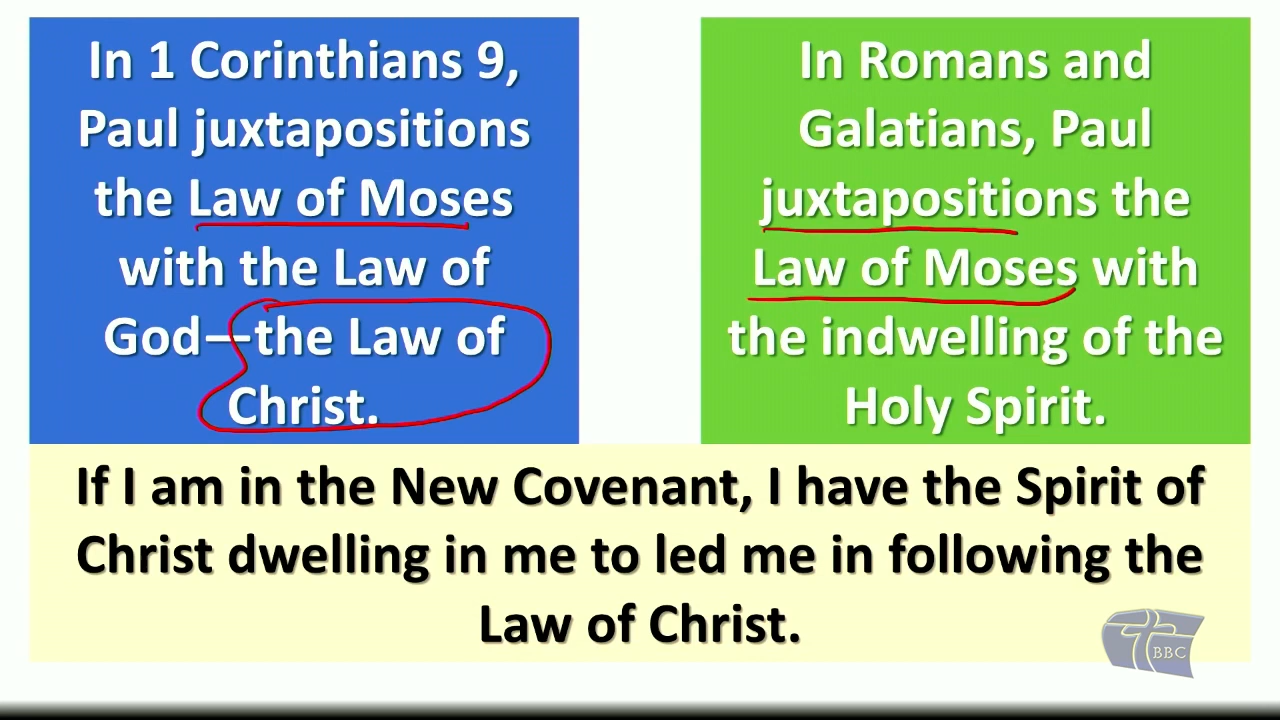 In 1 Corinthians 9,
Paul juxtapositions
the Law of Moses
with the Law of
God—the Law of
Christ.
In Romans and
Galatians, Paul
juxtapositions the
Law of Moses with
the indwelling of the
Holy Spirit.
If I am in the New Covenant, I have the Spirit of
Christ dwelling in me to led me in following the
Law of Christ.
BBC